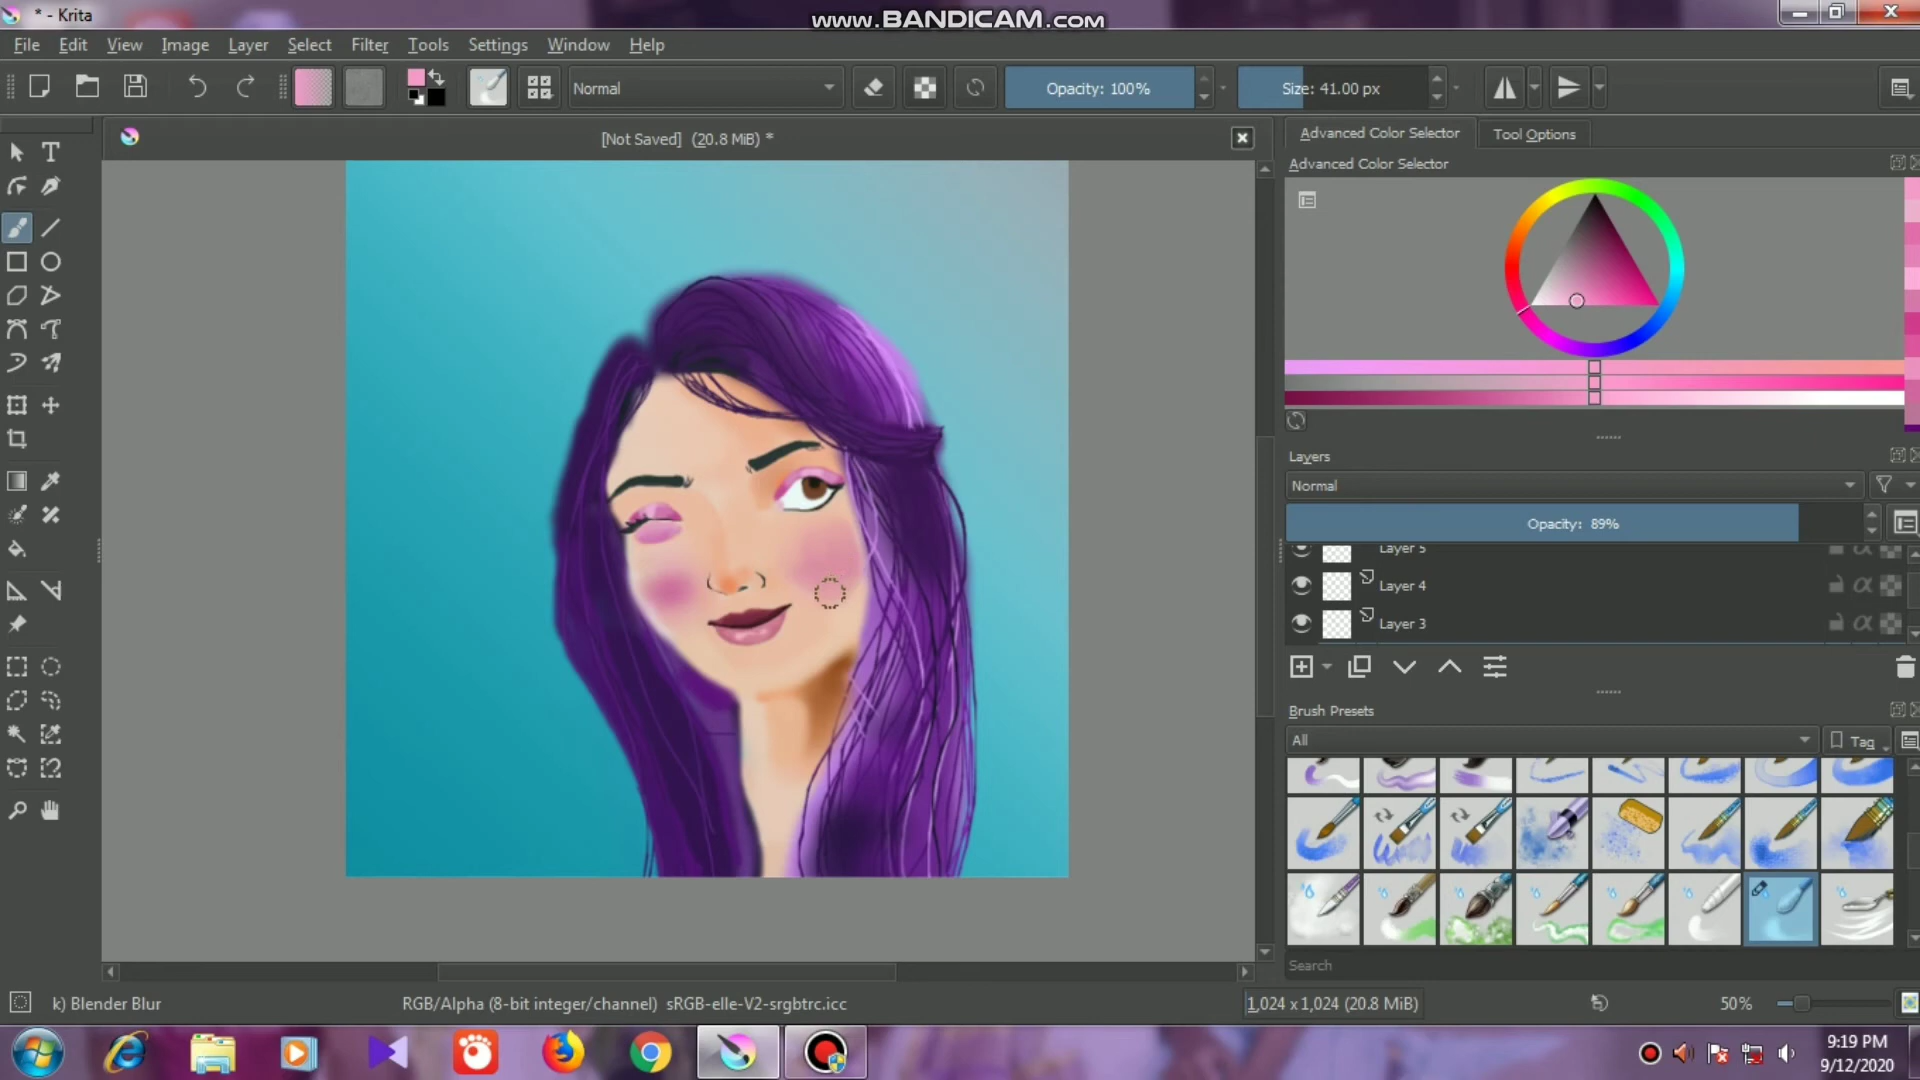 * - Krita
www.BANDICAM.com
File Edit View Image Layer Select Filter Tools Settings Window Help
Normal
Opacity: 100%
Size: 41.00 px
[Not Saved] (20.8 MiB) *
Advanced Color Selector
Tool Options
Advanced Color Selector
Layers
Normal
Opacity: 89%
Layer 5
Layer 4
Layer 3
Brush Presets
All
Tag
Search
k) Blender Blur
RGB/Alpha (8-bit integer/channel) sRGB-elle-V2-srgbtrc.icc
1,024 x 1,024 (20.8 MiB)
50%
9:19 PM
9/12/2020